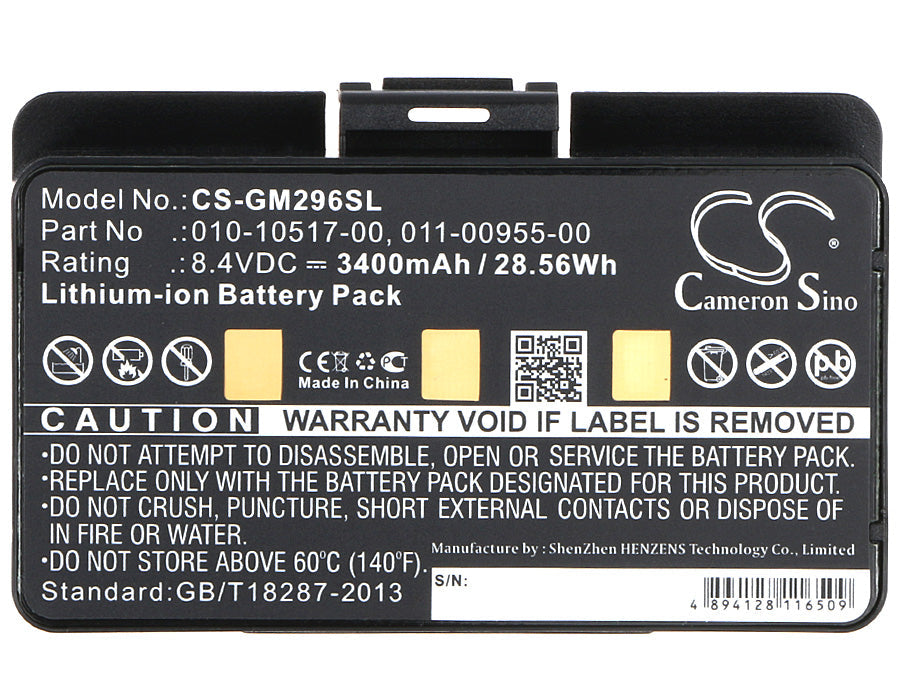 Model No.: CS-GM296SL
Part No .: 010-10517-00, 011-00955-00
Rating .: 8.4VDC ⎓ 3400mAh / 28.56Wh
Lithium-ion Battery Pack
CS
®
Cameron Sino
CE PCT
Made In China
Pb
CAUTION WARRANTY VOID IF LABEL IS REMOVED
•DO NOT ATTEMPT TO DISASSEMBLE, OPEN OR SERVICE THE BATTERY PACK.
•REPLACE ONLY WITH THE BATTERY PACK DESIGNATED FOR THIS PRODUCT.
•DO NOT CRUSH, PUNCTURE, SHORT EXTERNAL CONTACTS OR DISPOSE OF
IN FIRE OR WATER.
•DO NOT STORE ABOVE 60°C (140°F).
Manufacture by : ShenZhen HENZENS Technology Co., Limited
Standard: GB/T18287-2013
S/N:
4 894128 116509